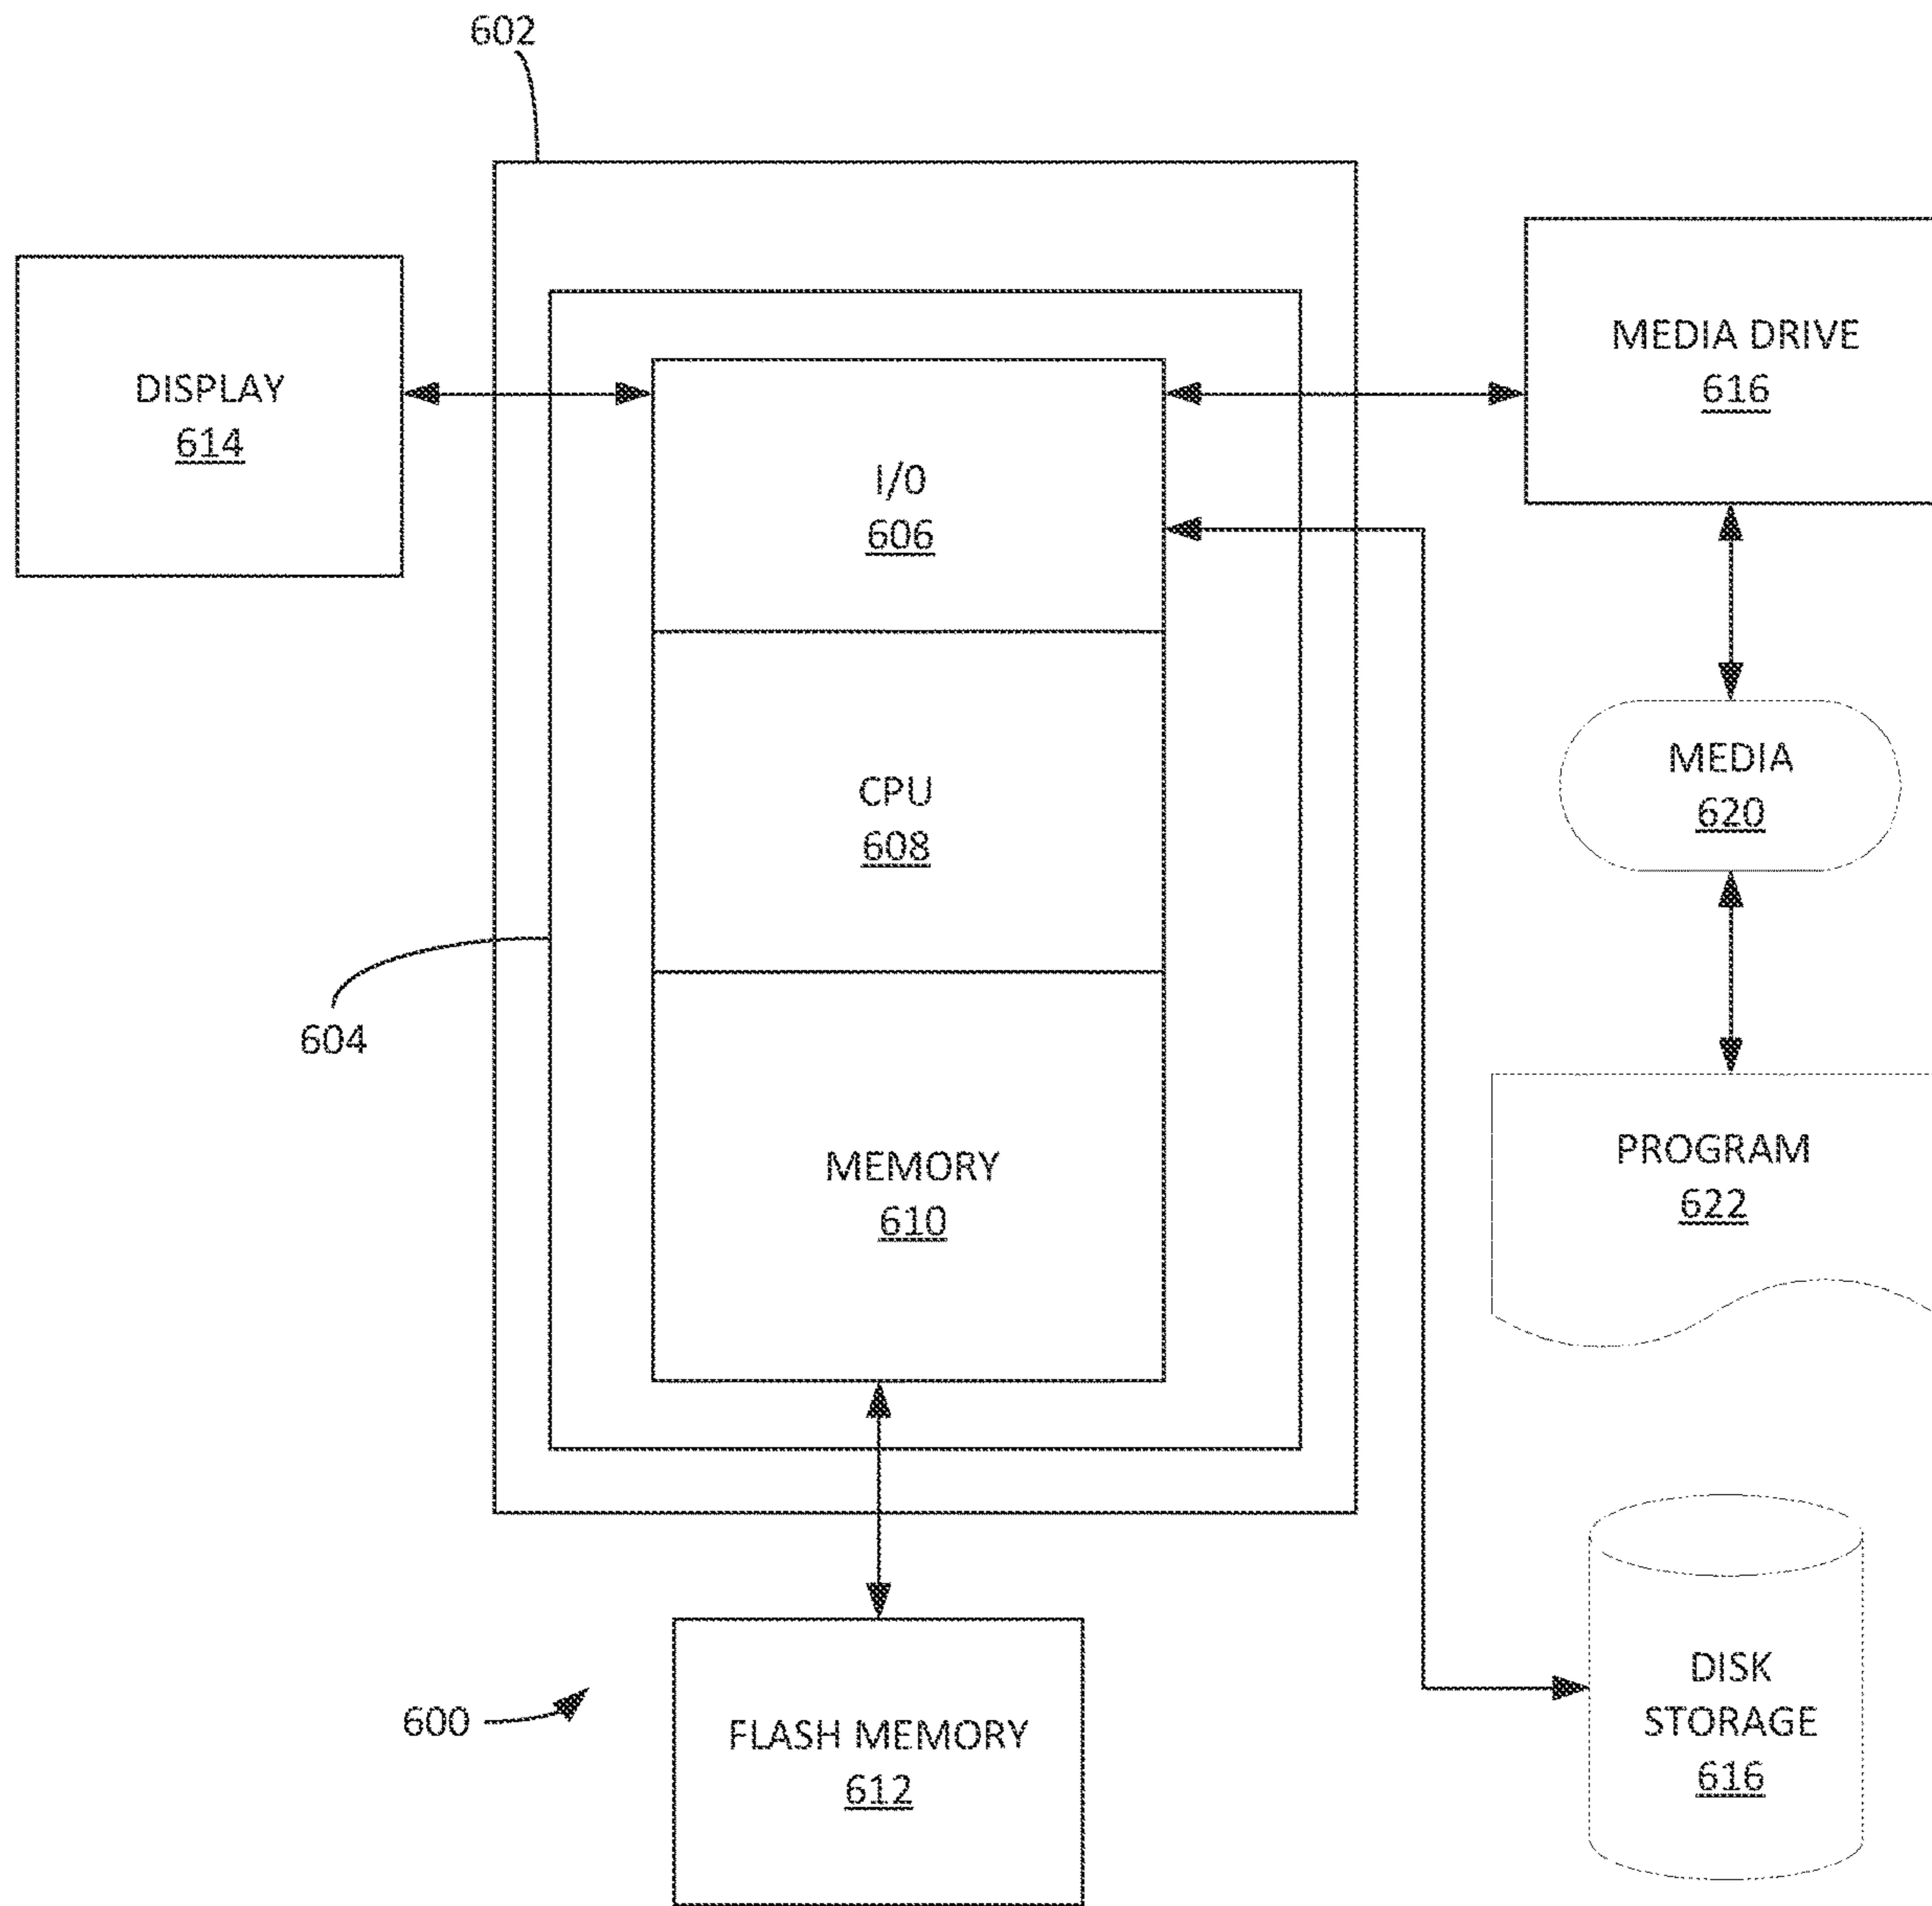 602
DISPLAY
614
I/0
606
MEDIA DRIVE
616
CPU
608
MEDIA
620
604
MEMORY
610
PROGRAM
622
600
FLASH MEMORY
612
DISK
STORAGE
616